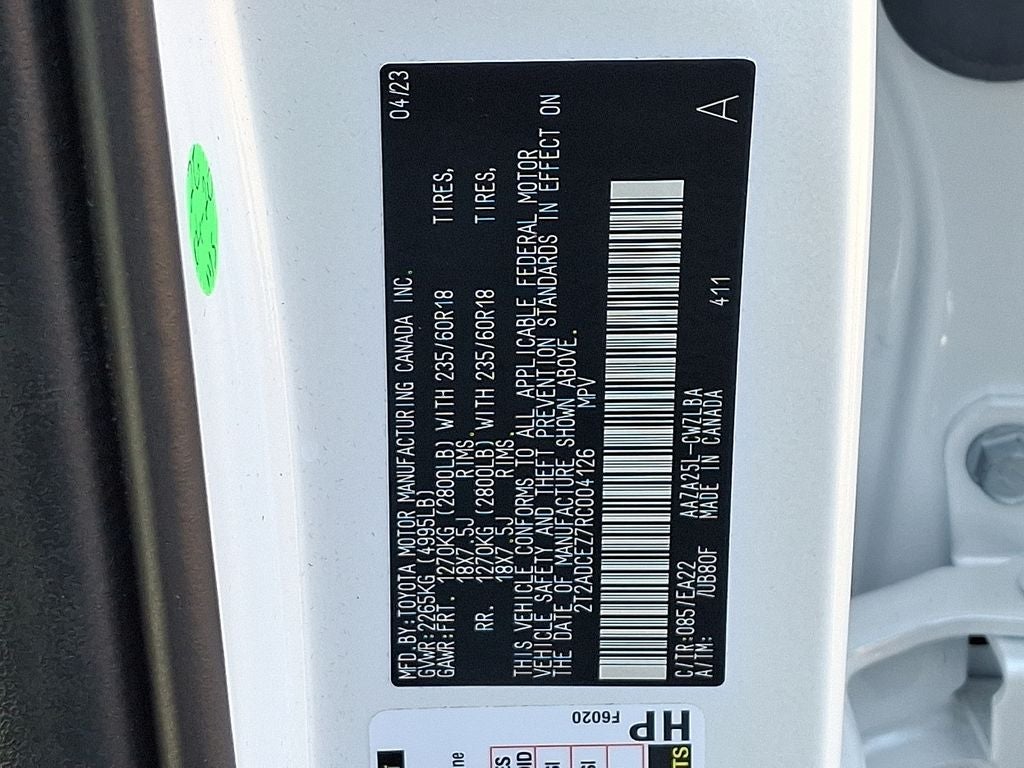 04/23
MFD.BY:TOYOTA MOTOR MANUFACTURING CANADA INC.
GVWR:2265KG (4995LB)
GAWR:FRT. 1270KG (2800LB) WITH 235/60R18 TIRES,
18X7.5J RIMS.
RR. 1270KG (2800LB) WITH 235/60R18 TIRES,
18X7.5J RIMS.
THIS VEHICLE CONFORMS TO ALL APPLICABLE FEDERAL MOTOR
VEHICLE SAFETY AND THEFT PREVENTION STANDARDS IN EFFECT ON
THE DATE OF MANUFACTURE SHOWN ABOVE.
2T2ADCEZ7RC004126 MPV
C/TR:085/EA22 AAZA25L-CWZLBA
A/TM: /UB80F MADE IN CANADA 411 A
F6020
HP
TS